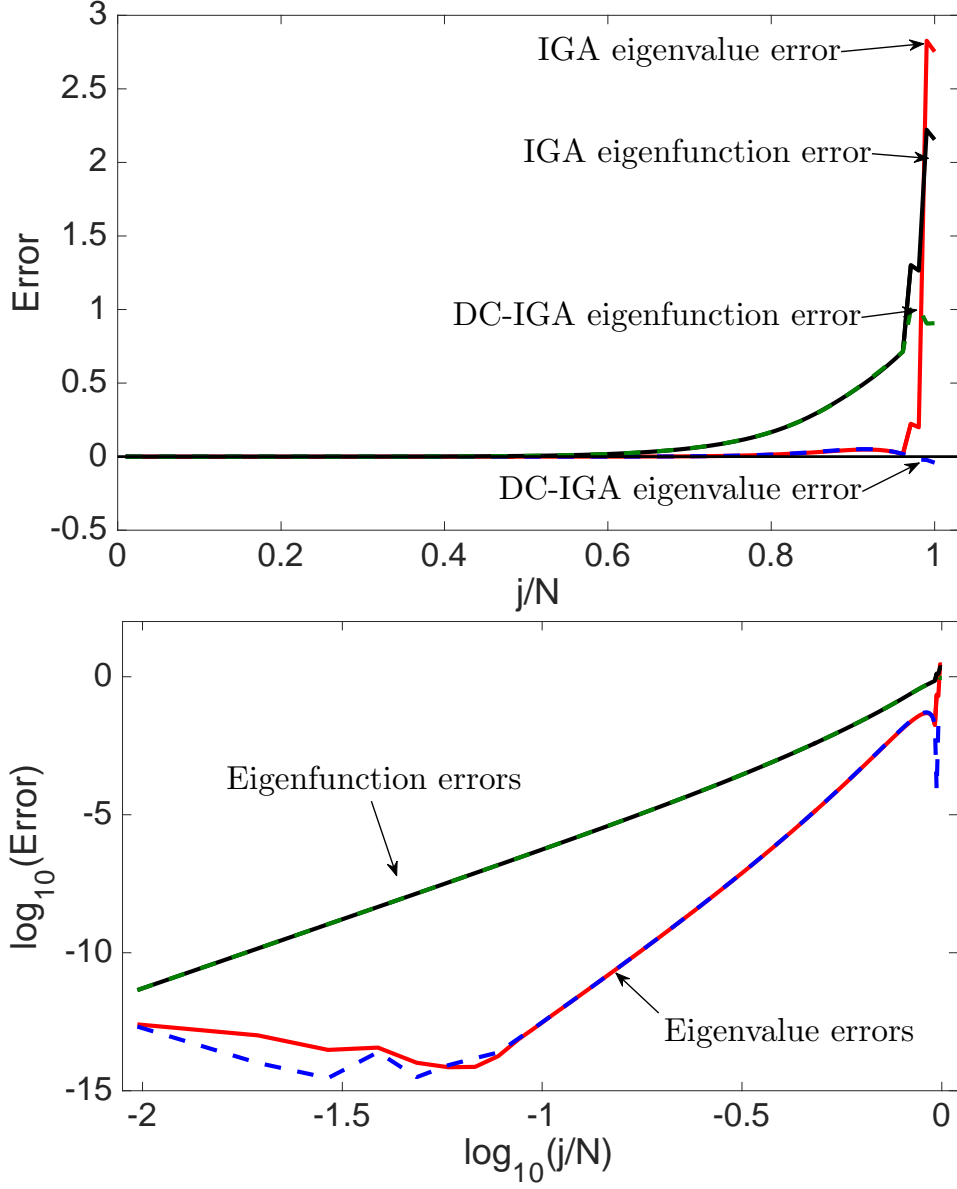 3
2.5
2
1.5
1
0.5
0
-0.5
Error
IGA eigenvalue error
IGA eigenfunction error
DC-IGA eigenfunction error
DC-IGA eigenvalue error
0
0.2
0.4
0.6
0.8
1
j/N
0
-5
-10
-15
log10(Error)
Eigenfunction errors
Eigenvalue errors
-2
-1.5
-1
-0.5
0
log10(j/N)